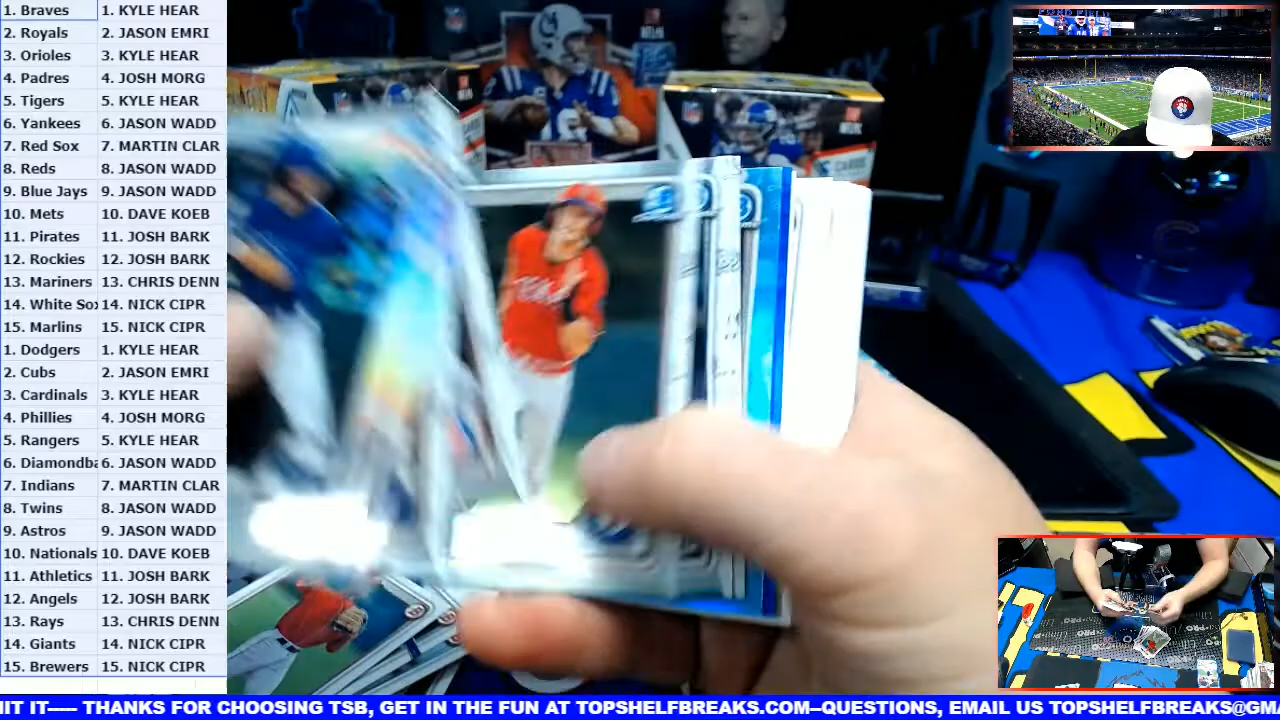 1. Braves 1. KYLE HEAR
2. Royals 2. JASON EMRI
3. Orioles 3. KYLE HEAR
4. Padres 4. JOSH MORG
5. Tigers 5. KYLE HEAR
6. Yankees 6. JASON WADD
7. Red Sox 7. MARTIN CLAR
8. Reds 8. JASON WADD
9. Blue Jays 9. JASON WADD
10. Mets 10. DAVE KOEB
11. Pirates 11. JOSH BARK
12. Rockies 12. JOSH BARK
13. Mariners 13. CHRIS DENN
14. White Sox 14. NICK CIPR
15. Marlins 15. NICK CIPR
1. Dodgers 1. KYLE HEAR
2. Cubs 2. JASON EMRI
3. Cardinals 3. KYLE HEAR
4. Phillies 4. JOSH MORG
5. Rangers 5. KYLE HEAR
6. Diamondba 6. JASON WADD
7. Indians 7. MARTIN CLAR
8. Twins 8. JASON WADD
9. Astros 9. JASON WADD
10. Nationals 10. DAVE KOEB
11. Athletics 11. JOSH BARK
12. Angels 12. JOSH BARK
13. Rays 13. CHRIS DENN
14. Giants 14. NICK CIPR
15. Brewers 15. NICK CIPR
HIT IT----- THANKS FOR CHOOSING TSB, GET IN THE FUN AT TOPSHELFBREAKS.COM--QUESTIONS, EMAIL US TOPSHELFBREAKS@GMA